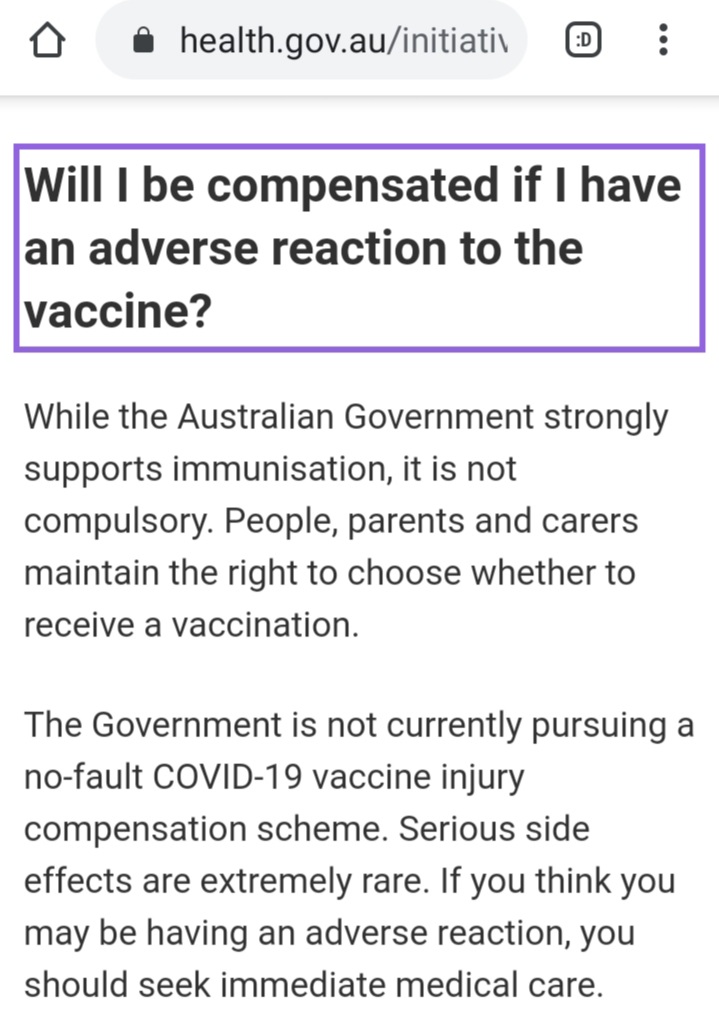 health.gov.au/initiativ
:D
Will I be compensated if I have
an adverse reaction to the
vaccine?
While the Australian Government strongly
supports immunisation, it is not
compulsory. People, parents and carers
maintain the right to choose whether to
receive a vaccination.
The Government is not currently pursuing a
no-fault COVID-19 vaccine injury
compensation scheme. Serious side
effects are extremely rare. If you think you
may be having an adverse reaction, you
should seek immediate medical care.